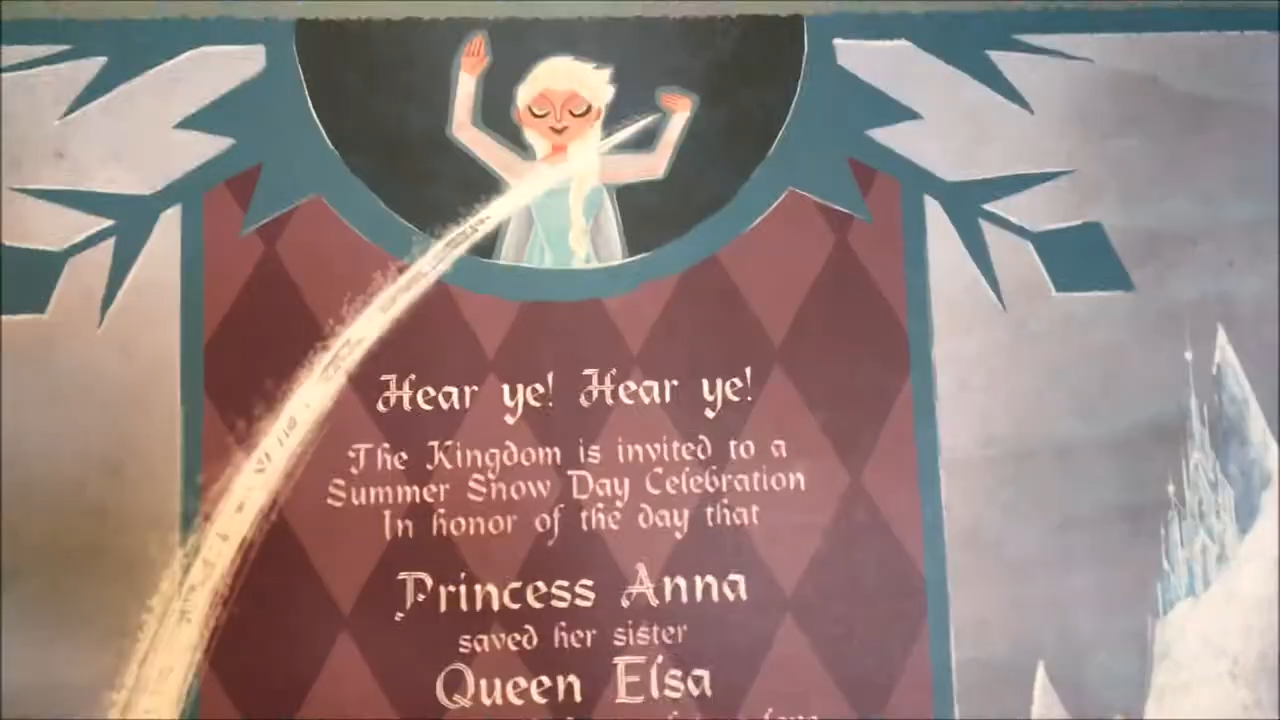 Hear ye! Hear ye!
The Kingdom is invited to a
Summer Snow Day Celebration
In honor of the day that
Princess Anna
saved her sister
Queen Elsa